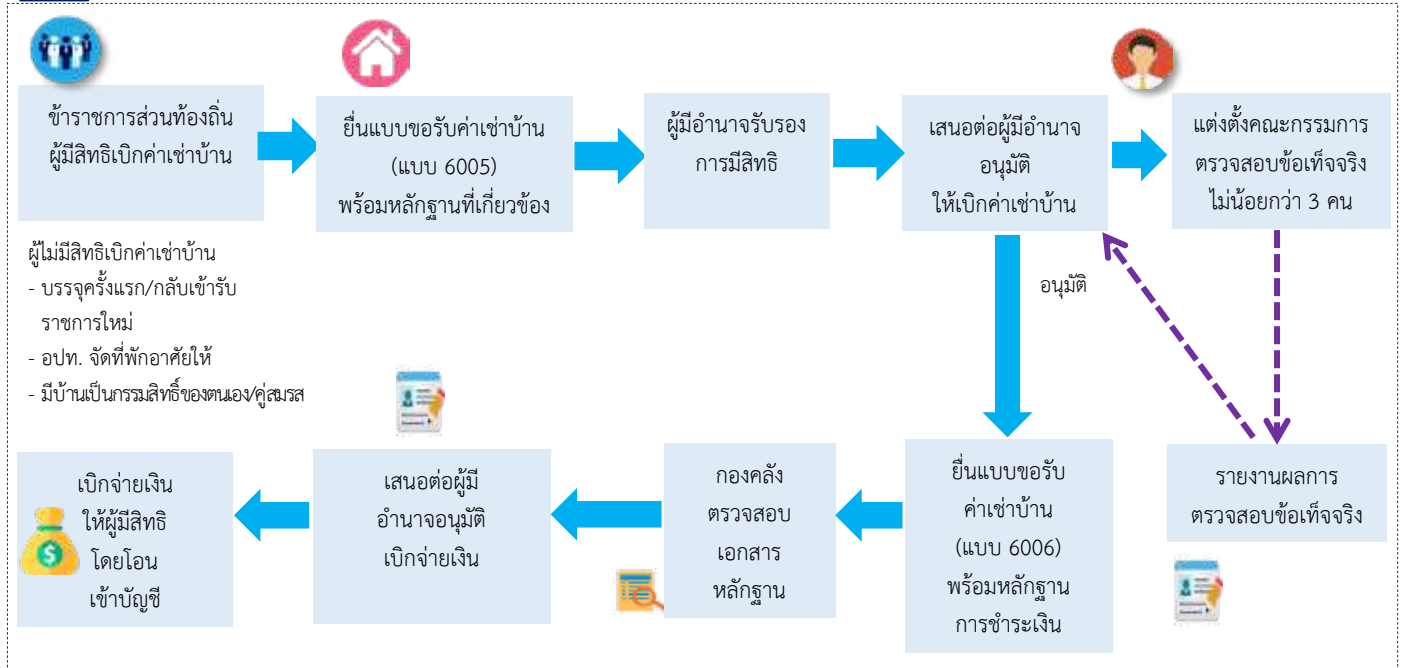 ข้าราชการส่วนท้องถิ่น
ผู้มีสิทธิเบิกค่าเช่าบ้าน
ยื่นแบบขอรับค่าเช่าบ้าน
(แบบ 6005)
พร้อมหลักฐานที่เกี่ยวข้อง
ผู้มีอำนาจรับรอง
การมีสิทธิ
เสนอต่อผู้มีอำนาจ
อนุมัติ
ให้เบิกค่าเช่าบ้าน
แต่งตั้งคณะกรรมการ
ตรวจสอบข้อเท็จจริง
ไม่น้อยกว่า 3 คน
ผู้ไม่มีสิทธิเบิกค่าเช่าบ้าน
- บรรจุครั้งแรก/กลับเข้ารับ
ราชการใหม่
- อปท. จัดที่พักอาศัยให้
- มีบ้านเป็นกรรมสิทธิ์ของตนเอง/คู่สมรส
อนุมัติ
รายงานผลการ
ตรวจสอบข้อเท็จจริง
ยื่นแบบขอรับ
ค่าเช่าบ้าน
(แบบ 6006)
พร้อมหลักฐาน
การชำระเงิน
กองคลัง
ตรวจสอบ
เอกสาร
หลักฐาน
เสนอต่อผู้มี
อำนาจอนุมัติ
เบิกจ่ายเงิน
เบิกจ่ายเงิน
ให้ผู้มีสิทธิ
โดยโอน
เข้าบัญชี